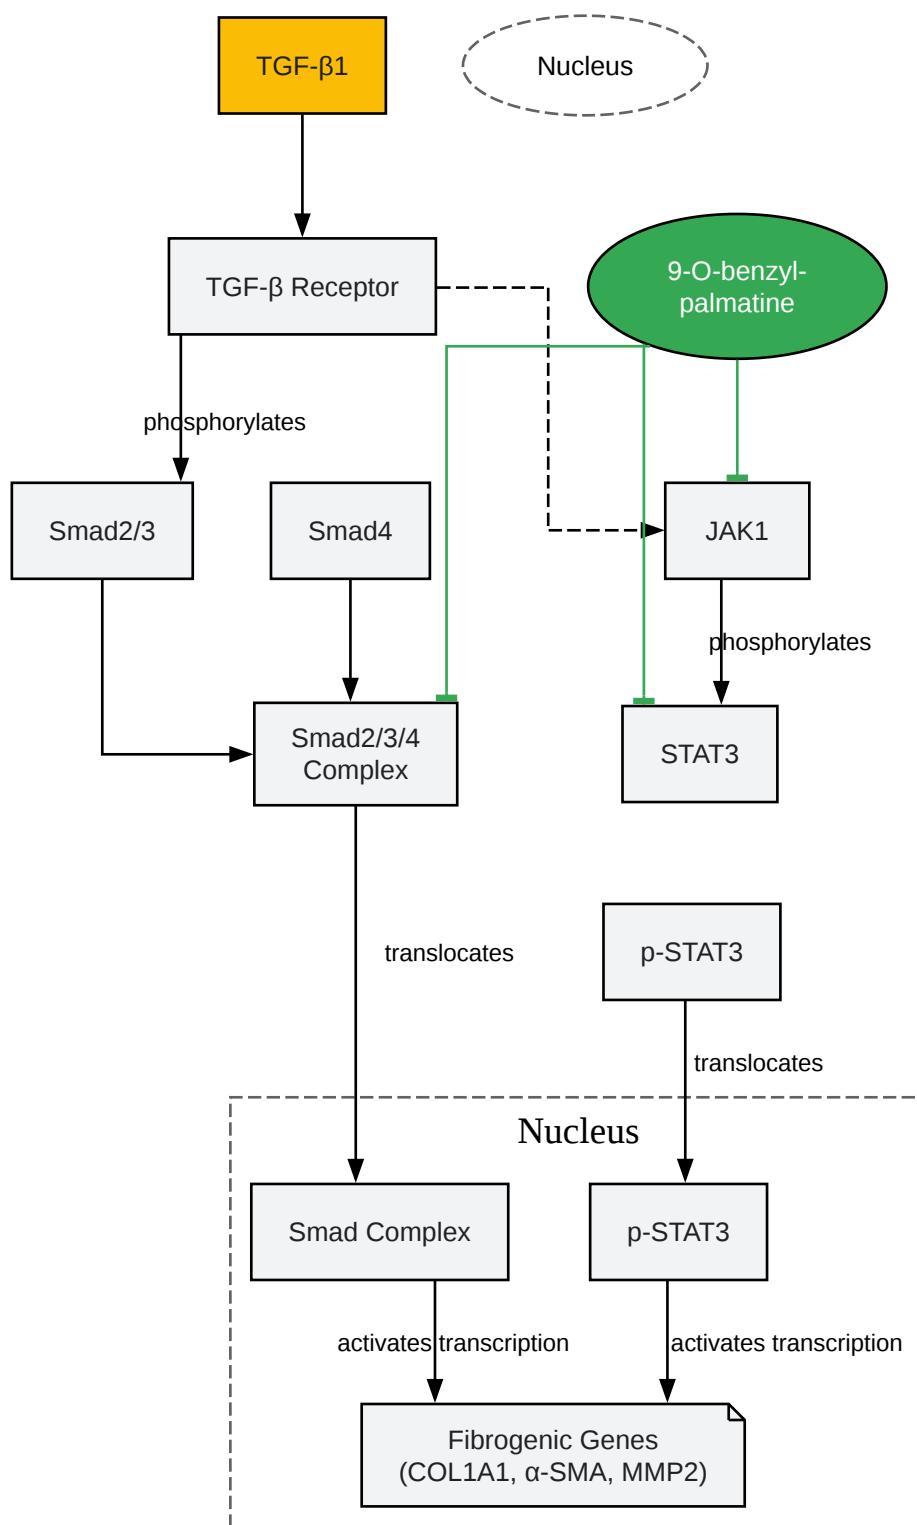 TGF-β1
Nucleus
TGF-β Receptor
9-O-benzyl-
palmatine
phosphorylates
Smad2/3
Smad4
JAK1
phosphorylates
Smad2/3/4
Complex
STAT3
translocates
p-STAT3
translocates
Nucleus
Smad Complex
p-STAT3
activates transcription
activates transcription
Fibrogenic Genes
(COL1A1, α-SMA, MMP2)